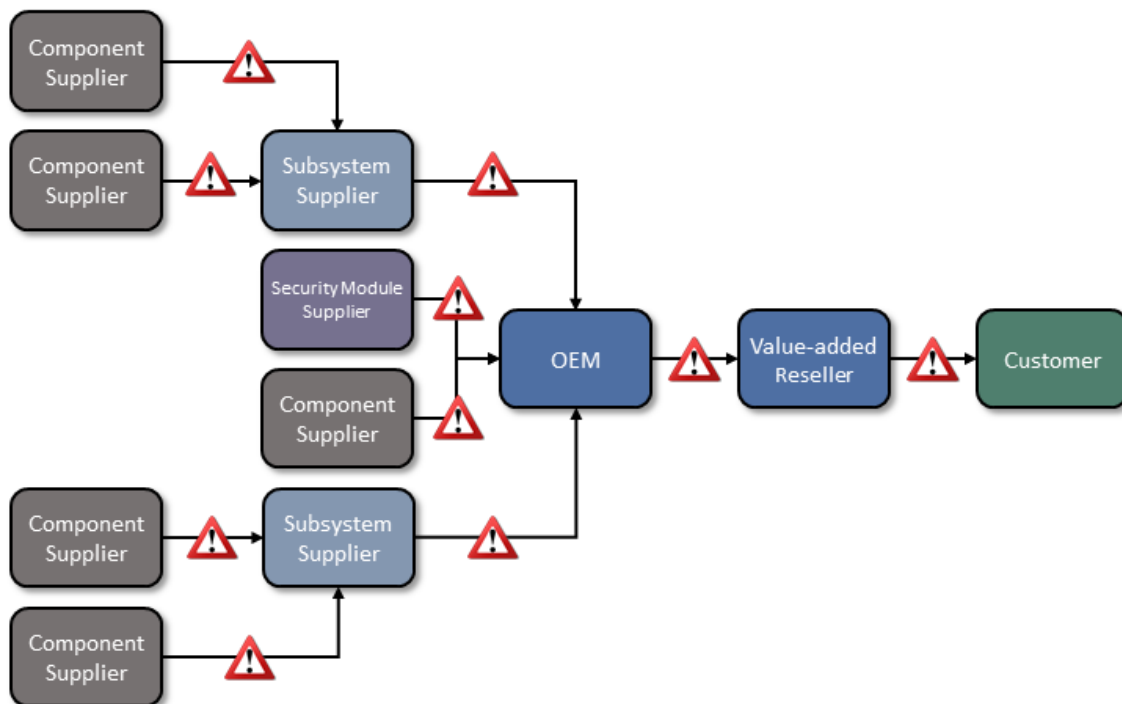 Component
Supplier
Component
Supplier
Subsystem
Supplier
Security Module
Supplier
OEM
Value-added
Reseller
Customer
Component
Supplier
Component
Supplier
Subsystem
Supplier
Component
Supplier